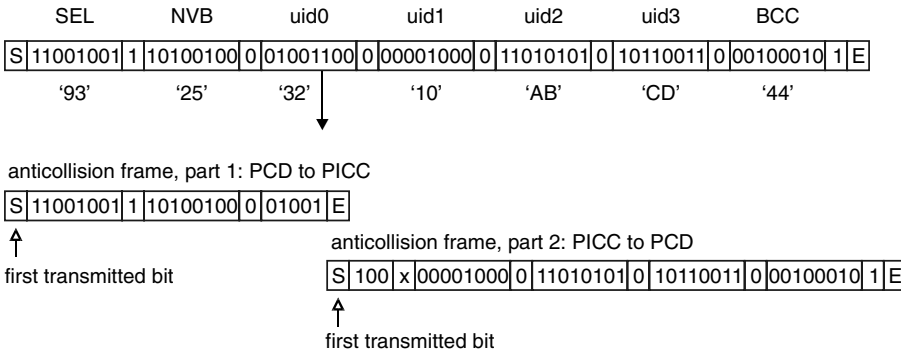 SEL NVB uid0 uid1 uid2 uid3 BCC
S 11001001 1 10100100 0 01001100 0 00001000 0 11010101 0 10110011 0 00100010 1 E
‘93’ ‘25’ ‘32’ ‘10’ ‘AB’ ‘CD’ ‘44’
anticollision frame, part 1: PCD to PICC
S 11001001 1 10100100 0 01001 E
first transmitted bit
anticollision frame, part 2: PICC to PCD
S 100 x 00001000 0 11010101 0 10110011 0 00100010 1 E
first transmitted bit